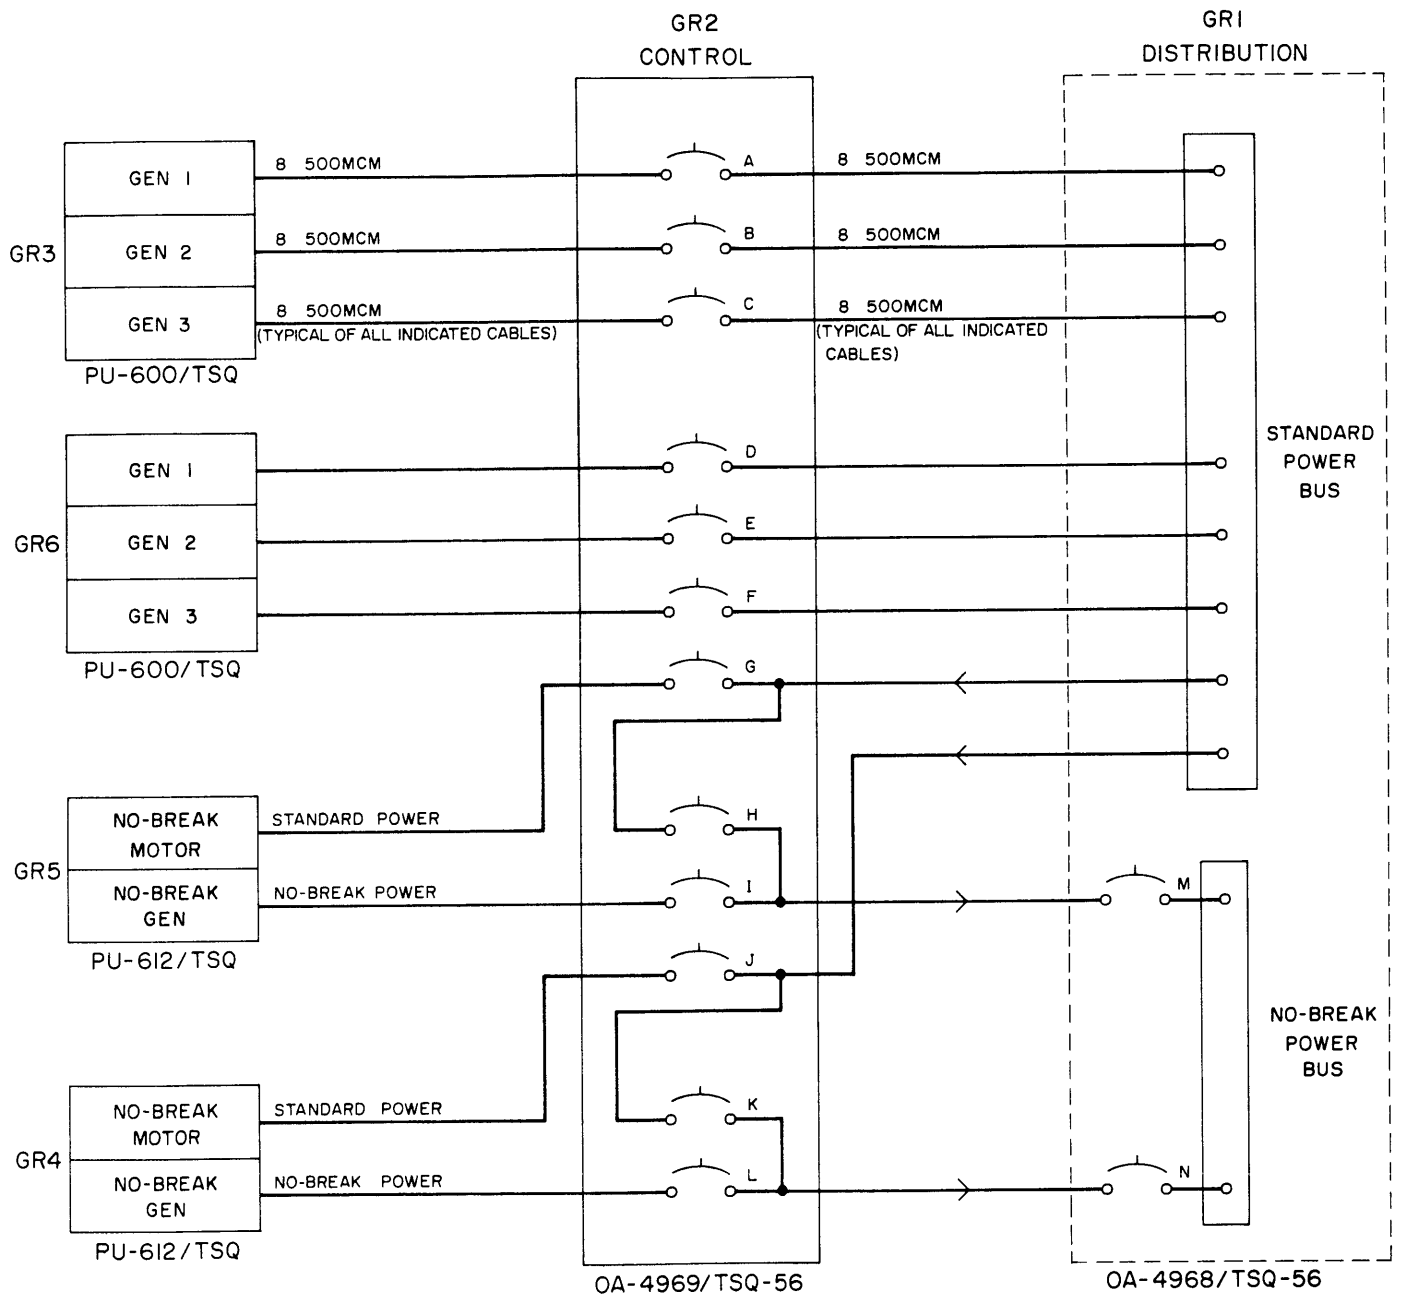 GR2
CONTROL
GR1
DISTRIBUTION
GR3
GEN 1
GEN 2
GEN 3
PU-600/TSQ
8 500MCM
8 500MCM
8 500MCM
(TYPICAL OF ALL INDICATED CABLES)
A
B
C
8 500MCM
8 500MCM
8 500MCM
(TYPICAL OF ALL INDICATED
CABLES)
STANDARD
POWER
BUS
GR6
GEN 1
GEN 2
GEN 3
PU-600/TSQ
D
E
F
G
GR5
NO-BREAK
MOTOR
NO-BREAK
GEN
PU-612/TSQ
STANDARD POWER
NO-BREAK POWER
H
I
J
M
NO-BREAK
POWER
BUS
GR4
NO-BREAK
MOTOR
NO-BREAK
GEN
PU-612/TSQ
STANDARD POWER
NO-BREAK POWER
K
L
N
OA-4969/TSQ-56
OA-4968/TSQ-56